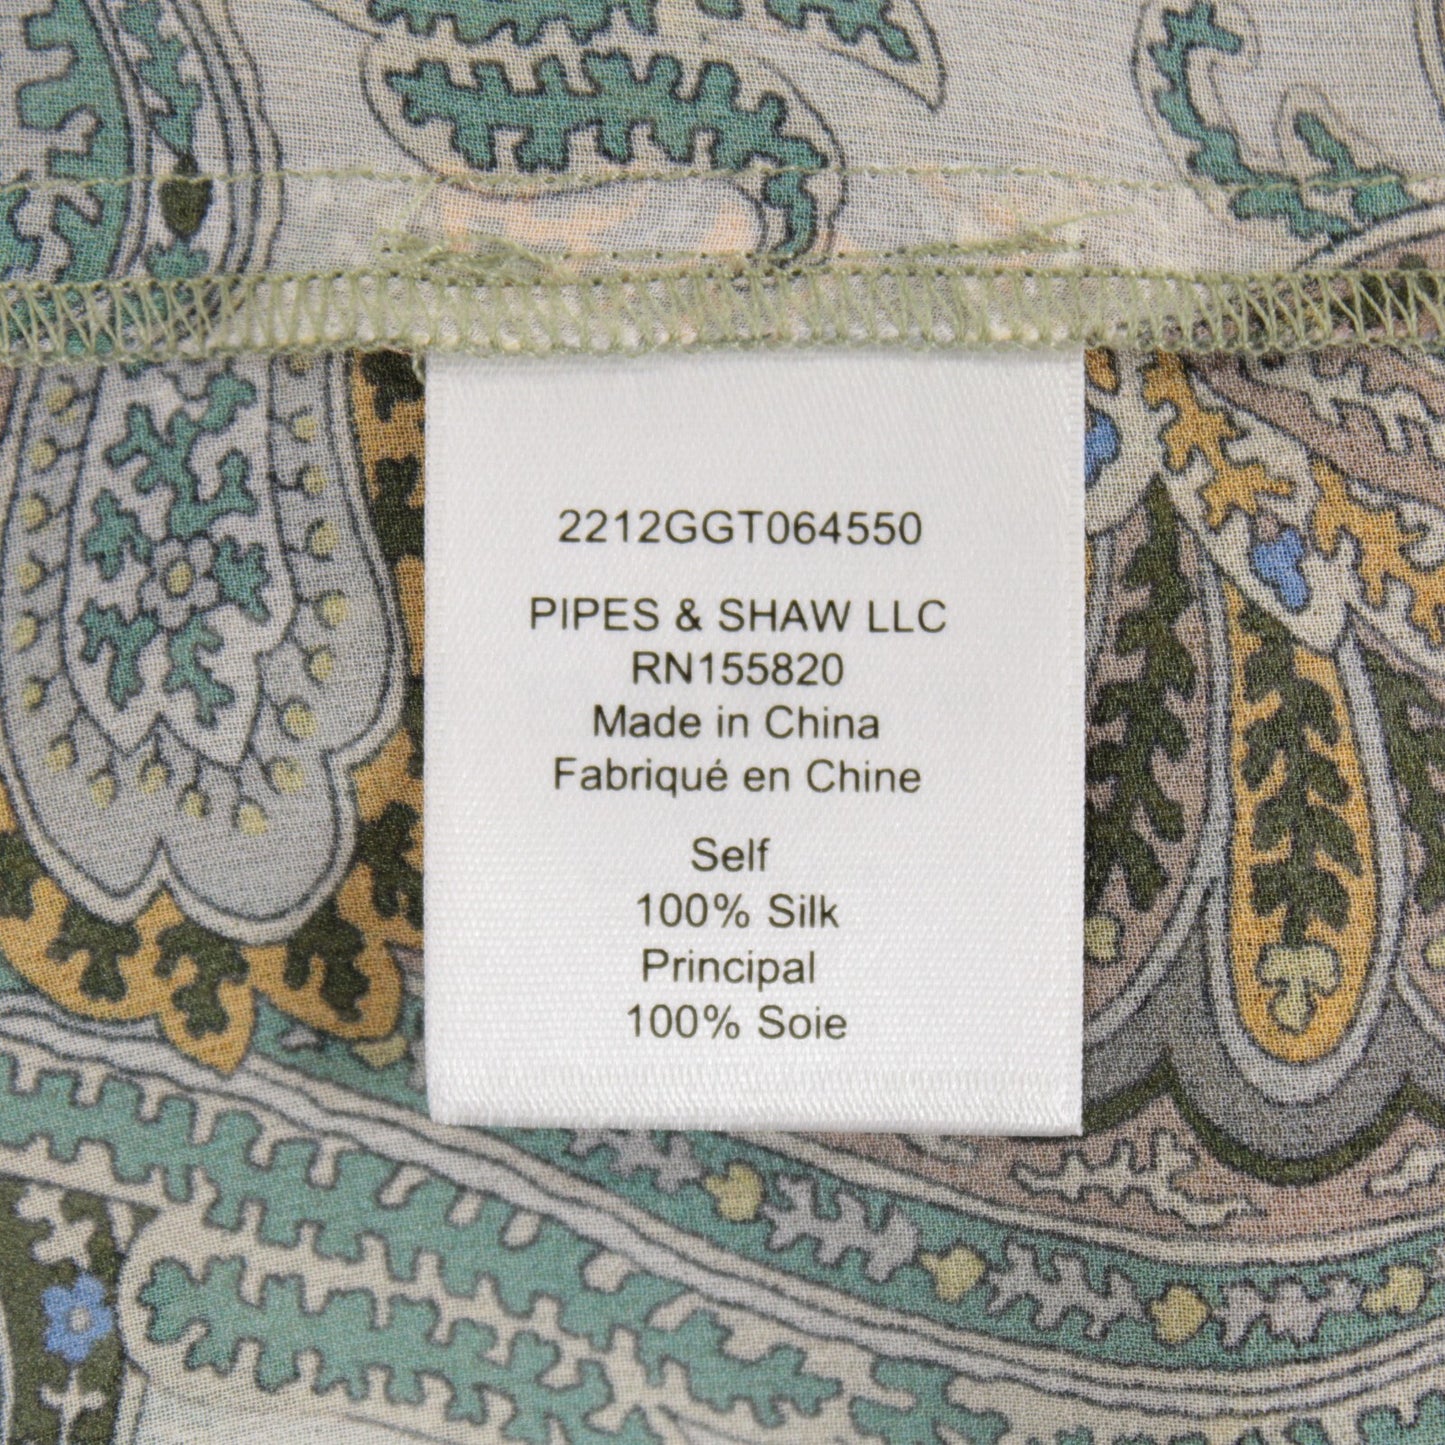 2212GGT064550
PIPES & SHAW LLC
RN155820
Made in China
Fabriqué en Chine
Self
100% Silk
Principal
100% Soie